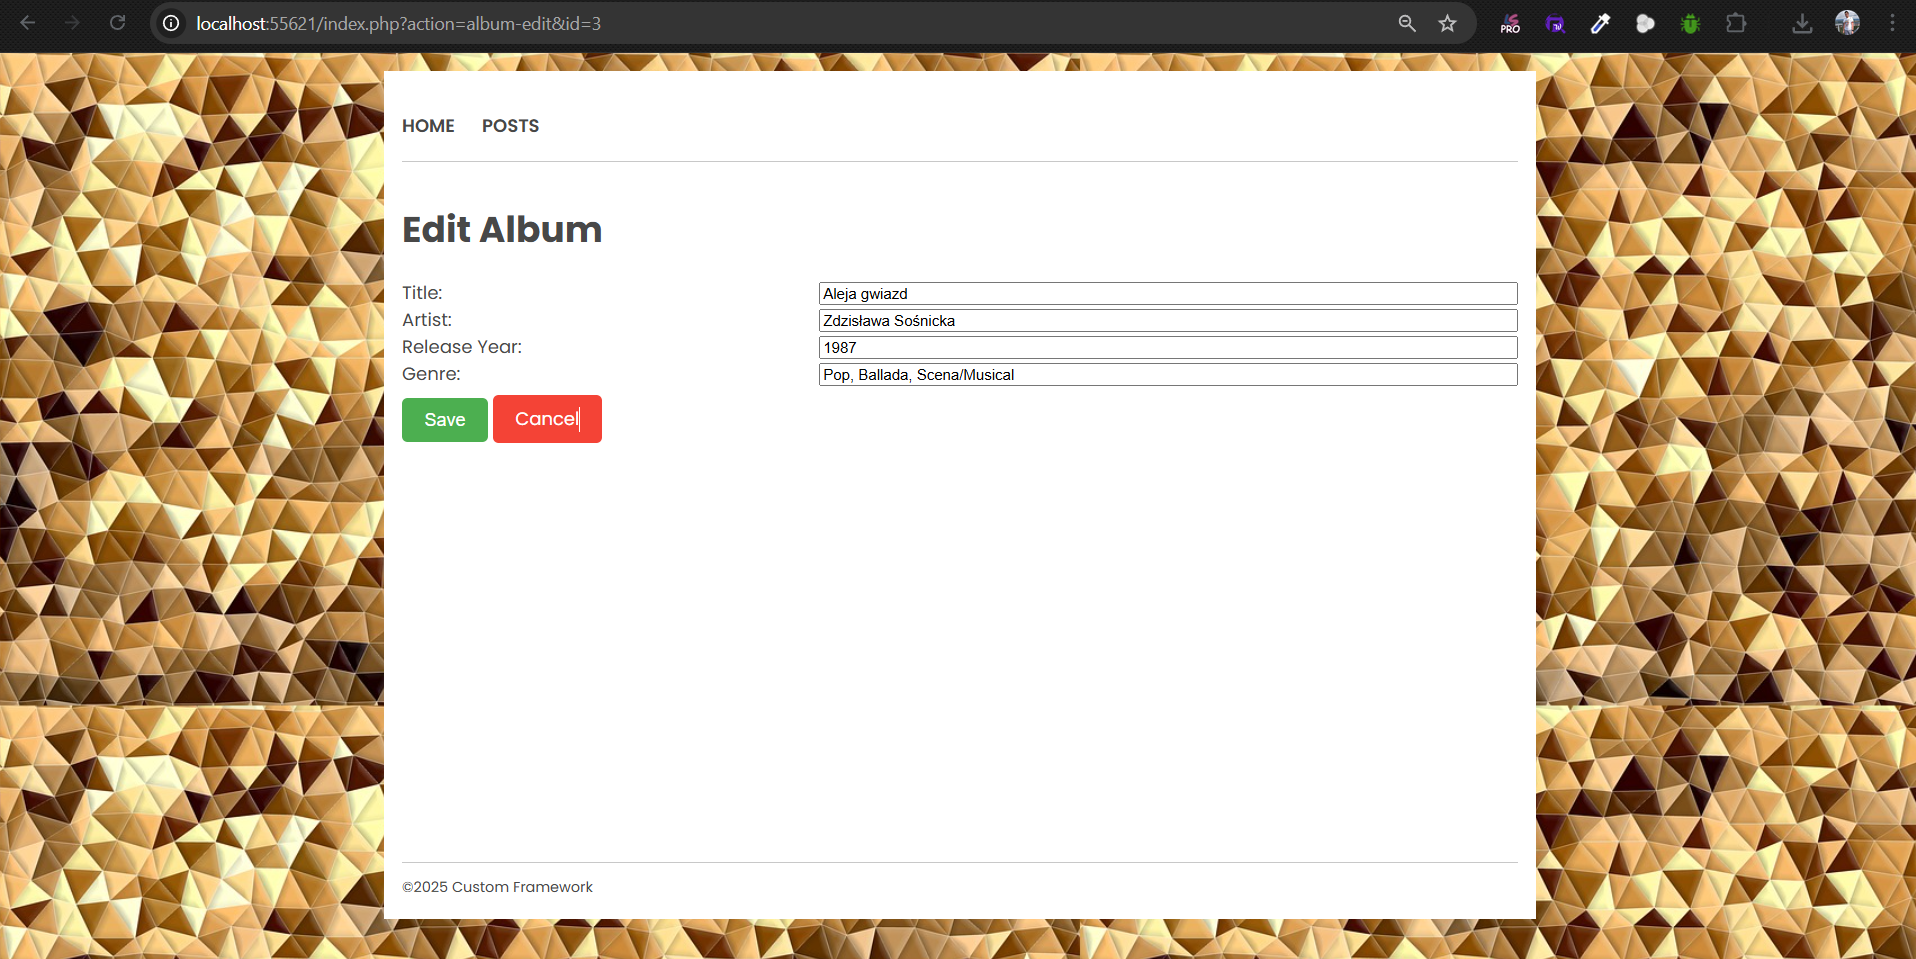 localhost:55621/index.php?action=album-edit&id=3
PRO
HOME POSTS
Edit Album
Title: Aleja gwiazd
Artist: Zdzisława Sośnicka
Release Year: 1987
Genre: Pop, Ballada, Scena/Musical
Save Cancel
©2025 Custom Framework